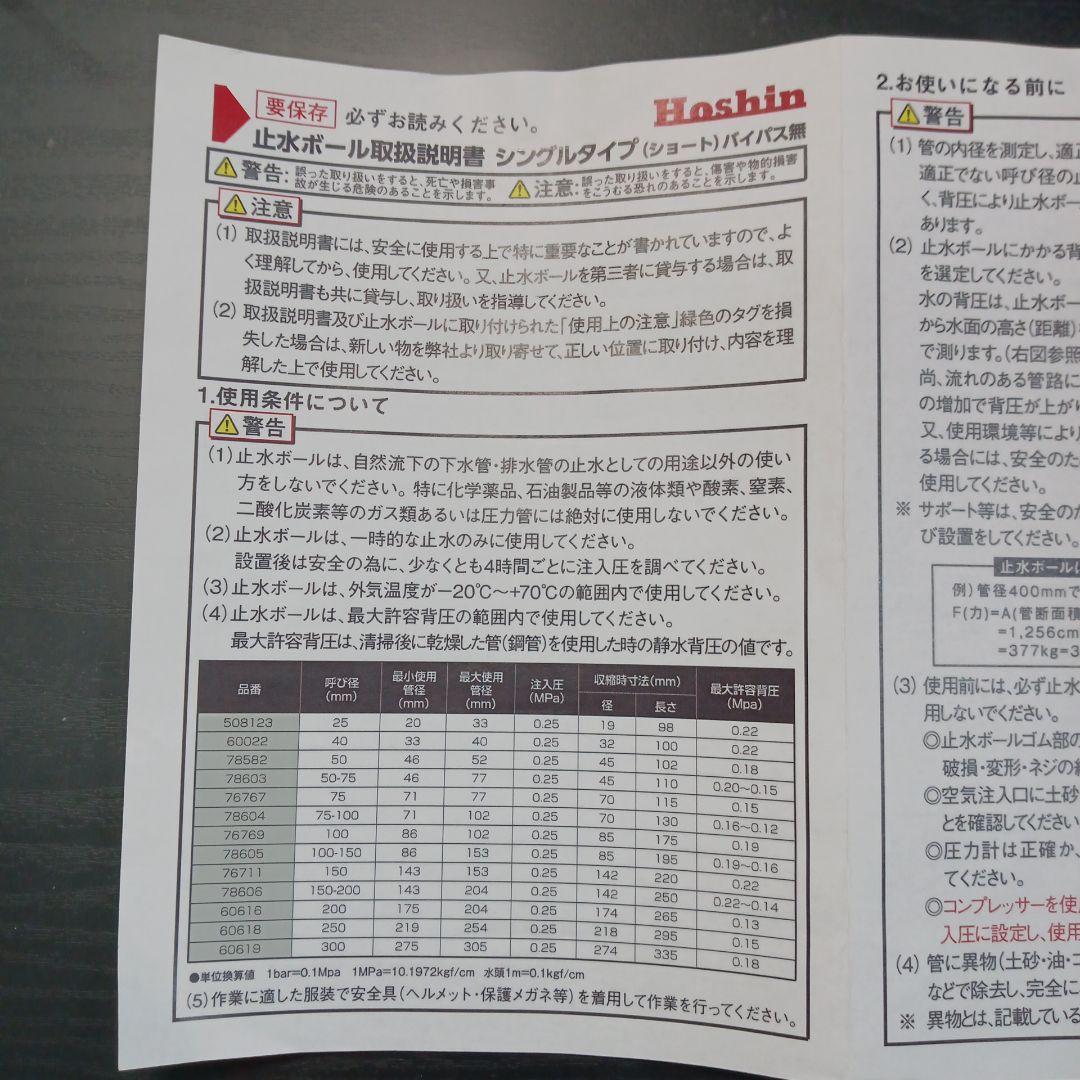 要保存 必ずお読みください。
Hoshin
止水ボール取扱説明書 シングルタイプ(ショート)バイパス無
警告: 誤った取り扱いをすると、死亡や損害事
故が生じる危険のあることを示します。
注意: 誤った取り扱いをすると、傷害や物的損害
をこうむる恐れのあることを示します。
注意
(1) 取扱説明書には、安全に使用する上で特に重要なことが書かれていますので、よ
く理解してから、使用してください。又、止水ボールを第三者に貸与する場合は、取
扱説明書も共に貸与し、取り扱いを指導してください。
(2) 取扱説明書及び止水ボールに取り付けられた「使用上の注意」緑色のタグを損
失した場合は、新しい物を弊社より取り寄せて、正しい位置に取り付け、内容を理
解した上で使用してください。
1.使用条件について
警告
(1)止水ボールは、自然流下の下水管・排水管の止水としての用途以外の使い
方をしないでください。特に化学薬品、石油製品等の液体類や酸素、窒素、
二酸化炭素等のガス類あるいは圧力管には絶対に使用しないでください。
(2)止水ボールは、一時的な止水のみに使用してください。
設置後は安全の為に、少なくとも4時間ごとに注入圧を調べてください。
(3)止水ボールは、外気温度が-20℃~+70℃の範囲内で使用してください。
(4)止水ボールは、最大許容背圧の範囲内で使用してください。
最大許容背圧は、清掃後に乾燥した管(鋼管)を使用した時の静水背圧の値です。
品番 呼び径(mm) 最小使用管径(mm) 最大使用管径(mm) 注入圧(MPa) 収縮時寸法(mm) 径 長さ 最大許容背圧(Mpa)
508123 25 20 33 0.25 19 98 0.22
60022 40 33 40 0.25 32 100 0.22
78582 50 46 52 0.25 45 102 0.18
78603 50-75 46 77 0.25 45 110 0.20~0.15
76767 75 71 77 0.25 70 115 0.15
78604 75-100 71 102 0.25 70 130 0.16~0.12
76769 100 86 102 0.25 85 175 0.19
78605 100-150 86 153 0.25 85 195 0.19~0.16
76711 150 143 153 0.25 142 220 0.22
78606 150-200 143 204 0.25 142 250 0.22~0.14
60616 200 175 204 0.25 174 265 0.13
60618 250 219 254 0.25 218 295 0.15
60619 300 275 305 0.25 274 335 0.18
●単位換算値 1bar=0.1Mpa 1MPa=10.1972kgf/cm 水頭1m=0.1kgf/cm
(5)作業に適した服装で安全具(ヘルメット・保護メガネ等)を着用して作業を行ってください。
2.お使いになる前に
警告
(1) 管の内径を測定し、適正
適正でない呼び径の止
く、背圧により止水ボー
あります。
(2) 止水ボールにかかる背
を選定してください。
水の背圧は、止水ボー
から水面の高さ(距離)
で測ります。(右図参照
尚、流れのある管路に
の増加で背圧が上がり
又、使用環境等により
る場合には、安全のた
使用してください。
※ サポート等は、安全のた
び設置をしてください。
止水ボールに
例)管径400mmで
F(力)=A(管断面積
=1,256cm
=377kg=3
(3) 使用前には、必ず止水
用しないでください。
◎止水ボールゴム部の
破損・変形・ネジの
◎空気注入口に土砂
とを確認してください
◎圧力計は正確か、
てください。
◎コンプレッサーを使
入圧に設定し、使用
(4) 管に異物(土砂・油・コ
などで除去し、完全に
※ 異物とは、記載している